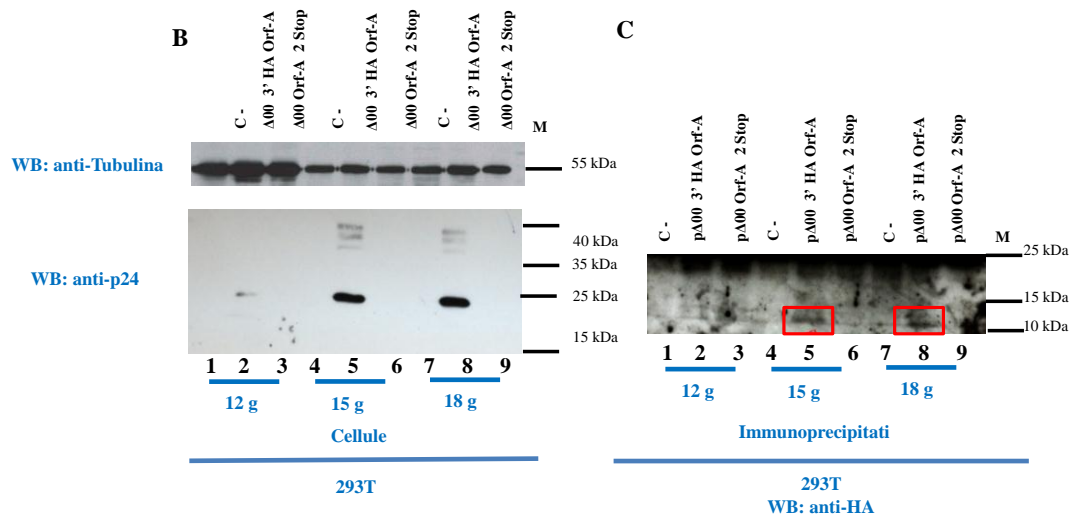 B
C -
Δ00 3’ HA Orf-A
Δ00 Orf-A 2 Stop
C -
Δ00 3’ HA Orf-A
Δ00 Orf-A 2 Stop
C -
Δ00 3’ HA Orf-A
Δ00 Orf-A 2 Stop
M
WB: anti-Tubulina
55 kDa
WB: anti-p24
40 kDa
35 kDa
25 kDa
15 kDa
1 2 3 4 5 6 7 8 9
12 g 15 g 18 g
Cellule
293T
C
C -
pΔ00 3’ HA Orf-A
pΔ00 Orf-A 2 Stop
C -
pΔ00 3’ HA Orf-A
pΔ00 Orf-A 2 Stop
C -
pΔ00 3’ HA Orf-A
pΔ00 Orf-A 2 Stop
M
25 kDa
15 kDa
10 kDa
1 2 3 4 5 6 7 8 9
12 g 15 g 18 g
Immunoprecipitati
293T
WB: anti-HA